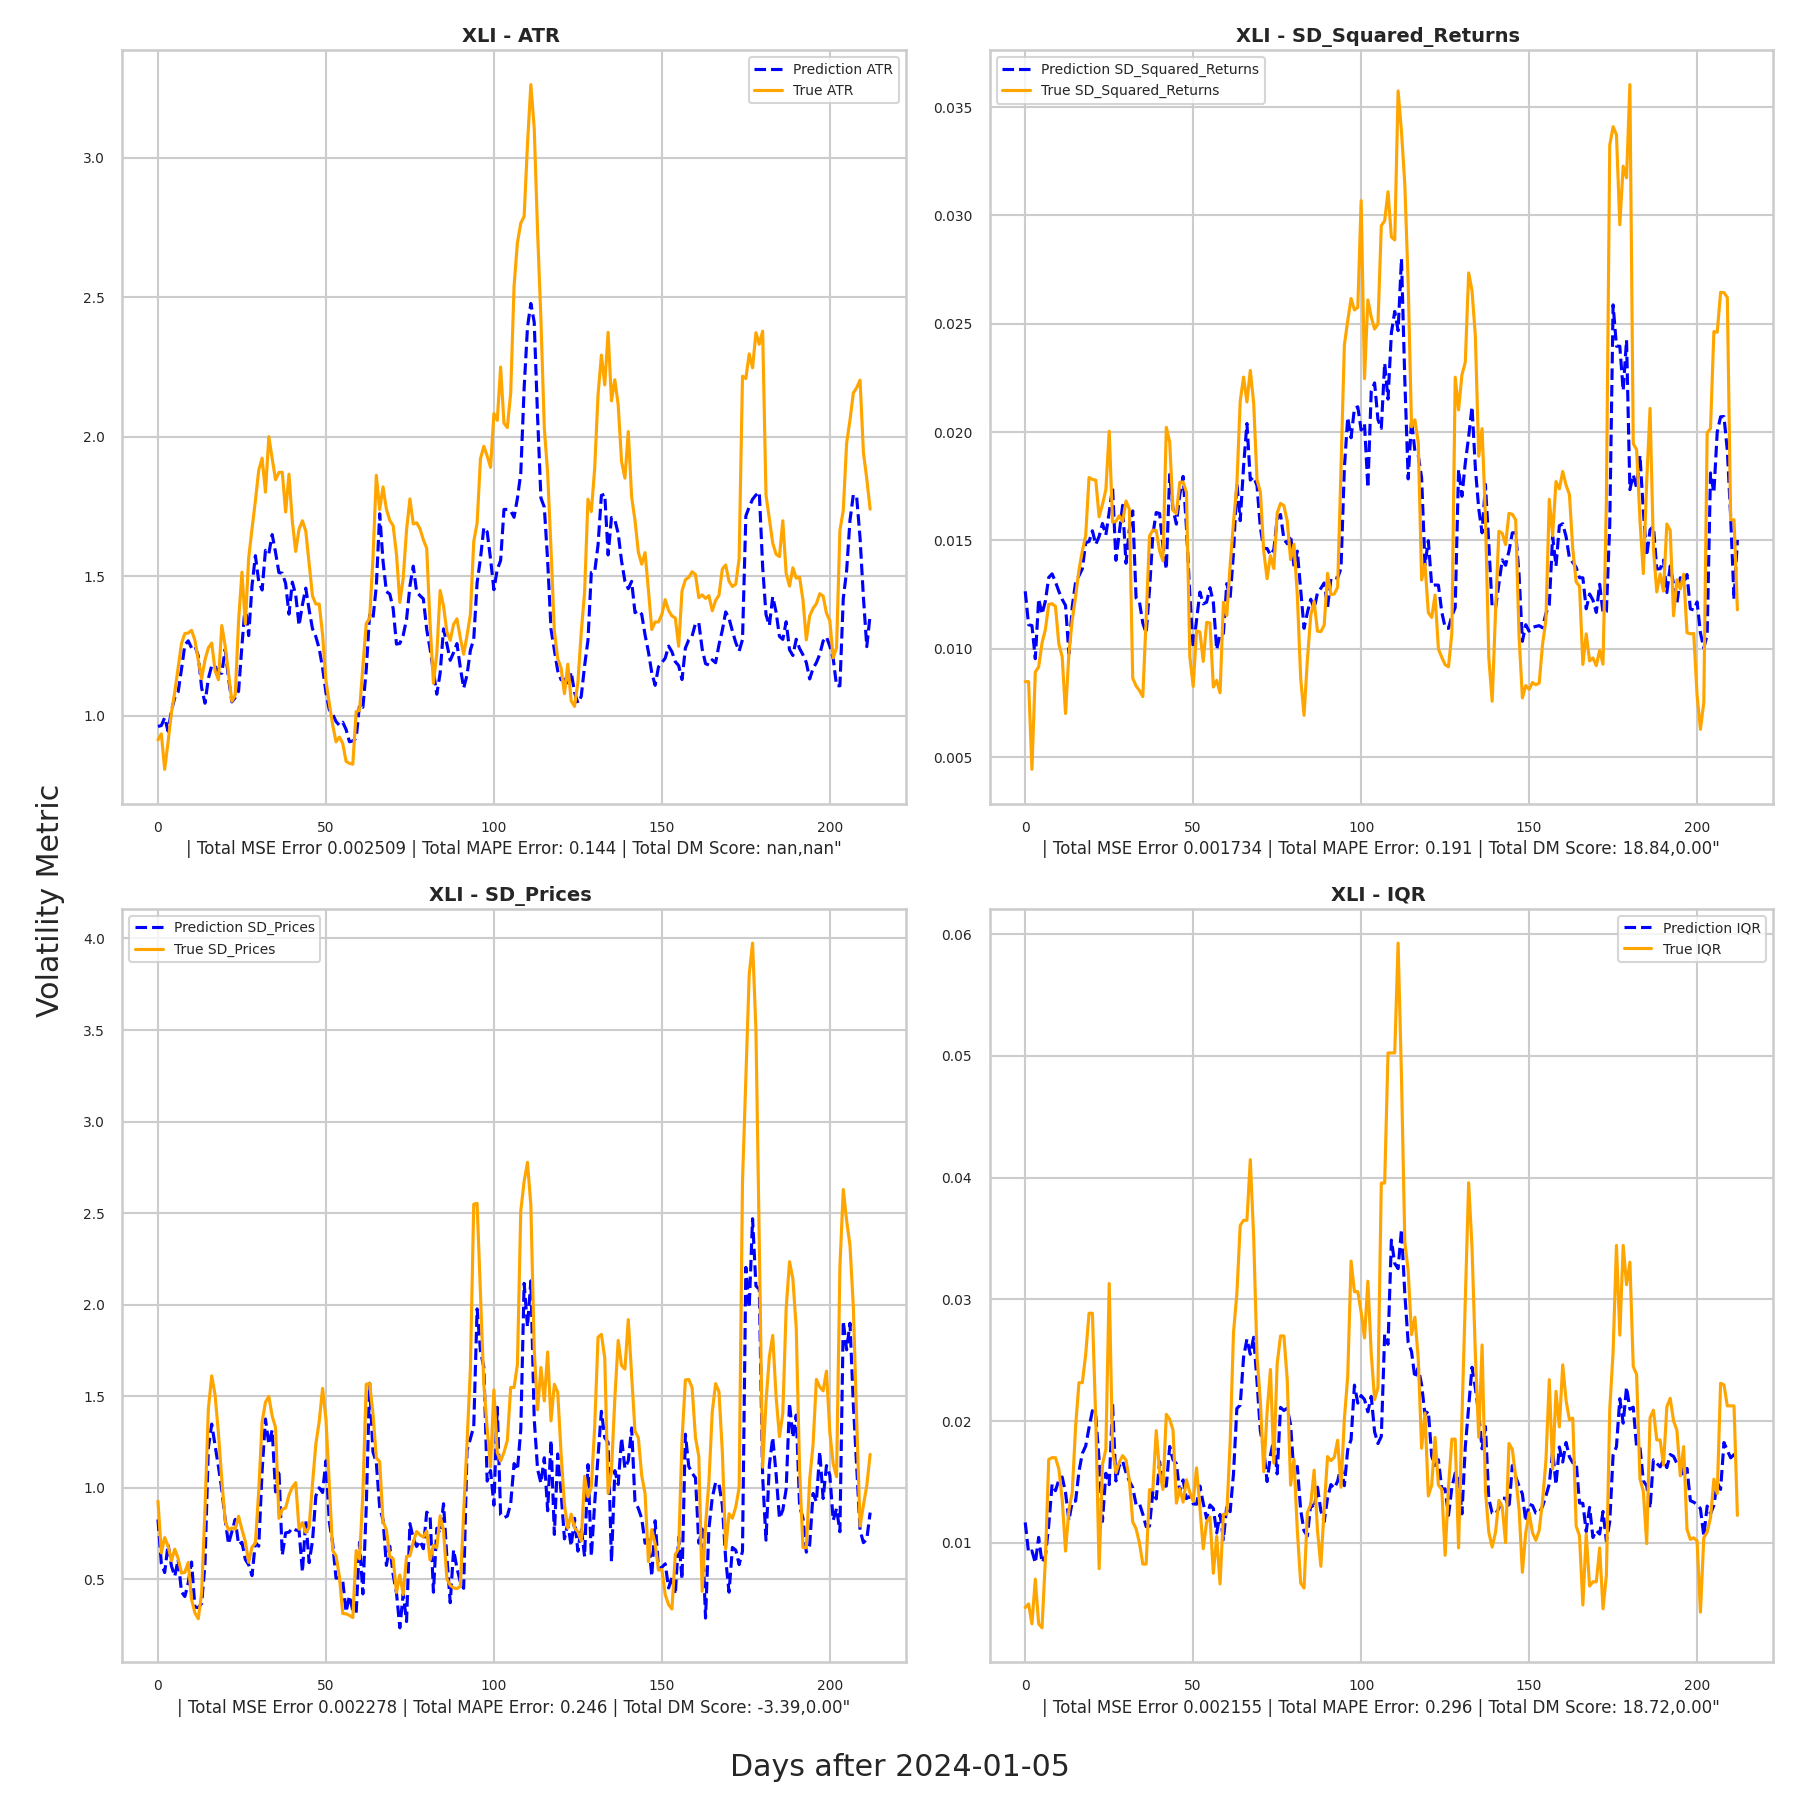 XLI - ATR
Prediction ATR
True ATR
3.0
2.5
2.0
1.5
1.0
0 50 100 150 200
| Total MSE Error 0.002509 | Total MAPE Error: 0.144 | Total DM Score: nan,nan"
XLI - SD_Squared_Returns
Prediction SD_Squared_Returns
True SD_Squared_Returns
0.035
0.030
0.025
0.020
0.015
0.010
0.005
0 50 100 150 200
| Total MSE Error 0.001734 | Total MAPE Error: 0.191 | Total DM Score: 18.84,0.00"
Volatility Metric
XLI - SD_Prices
Prediction SD_Prices
True SD_Prices
4.0
3.5
3.0
2.5
2.0
1.5
1.0
0.5
0 50 100 150 200
| Total MSE Error 0.002278 | Total MAPE Error: 0.246 | Total DM Score: -3.39,0.00"
XLI - IQR
Prediction IQR
True IQR
0.06
0.05
0.04
0.03
0.02
0.01
0 50 100 150 200
| Total MSE Error 0.002155 | Total MAPE Error: 0.296 | Total DM Score: 18.72,0.00"
Days after 2024-01-05